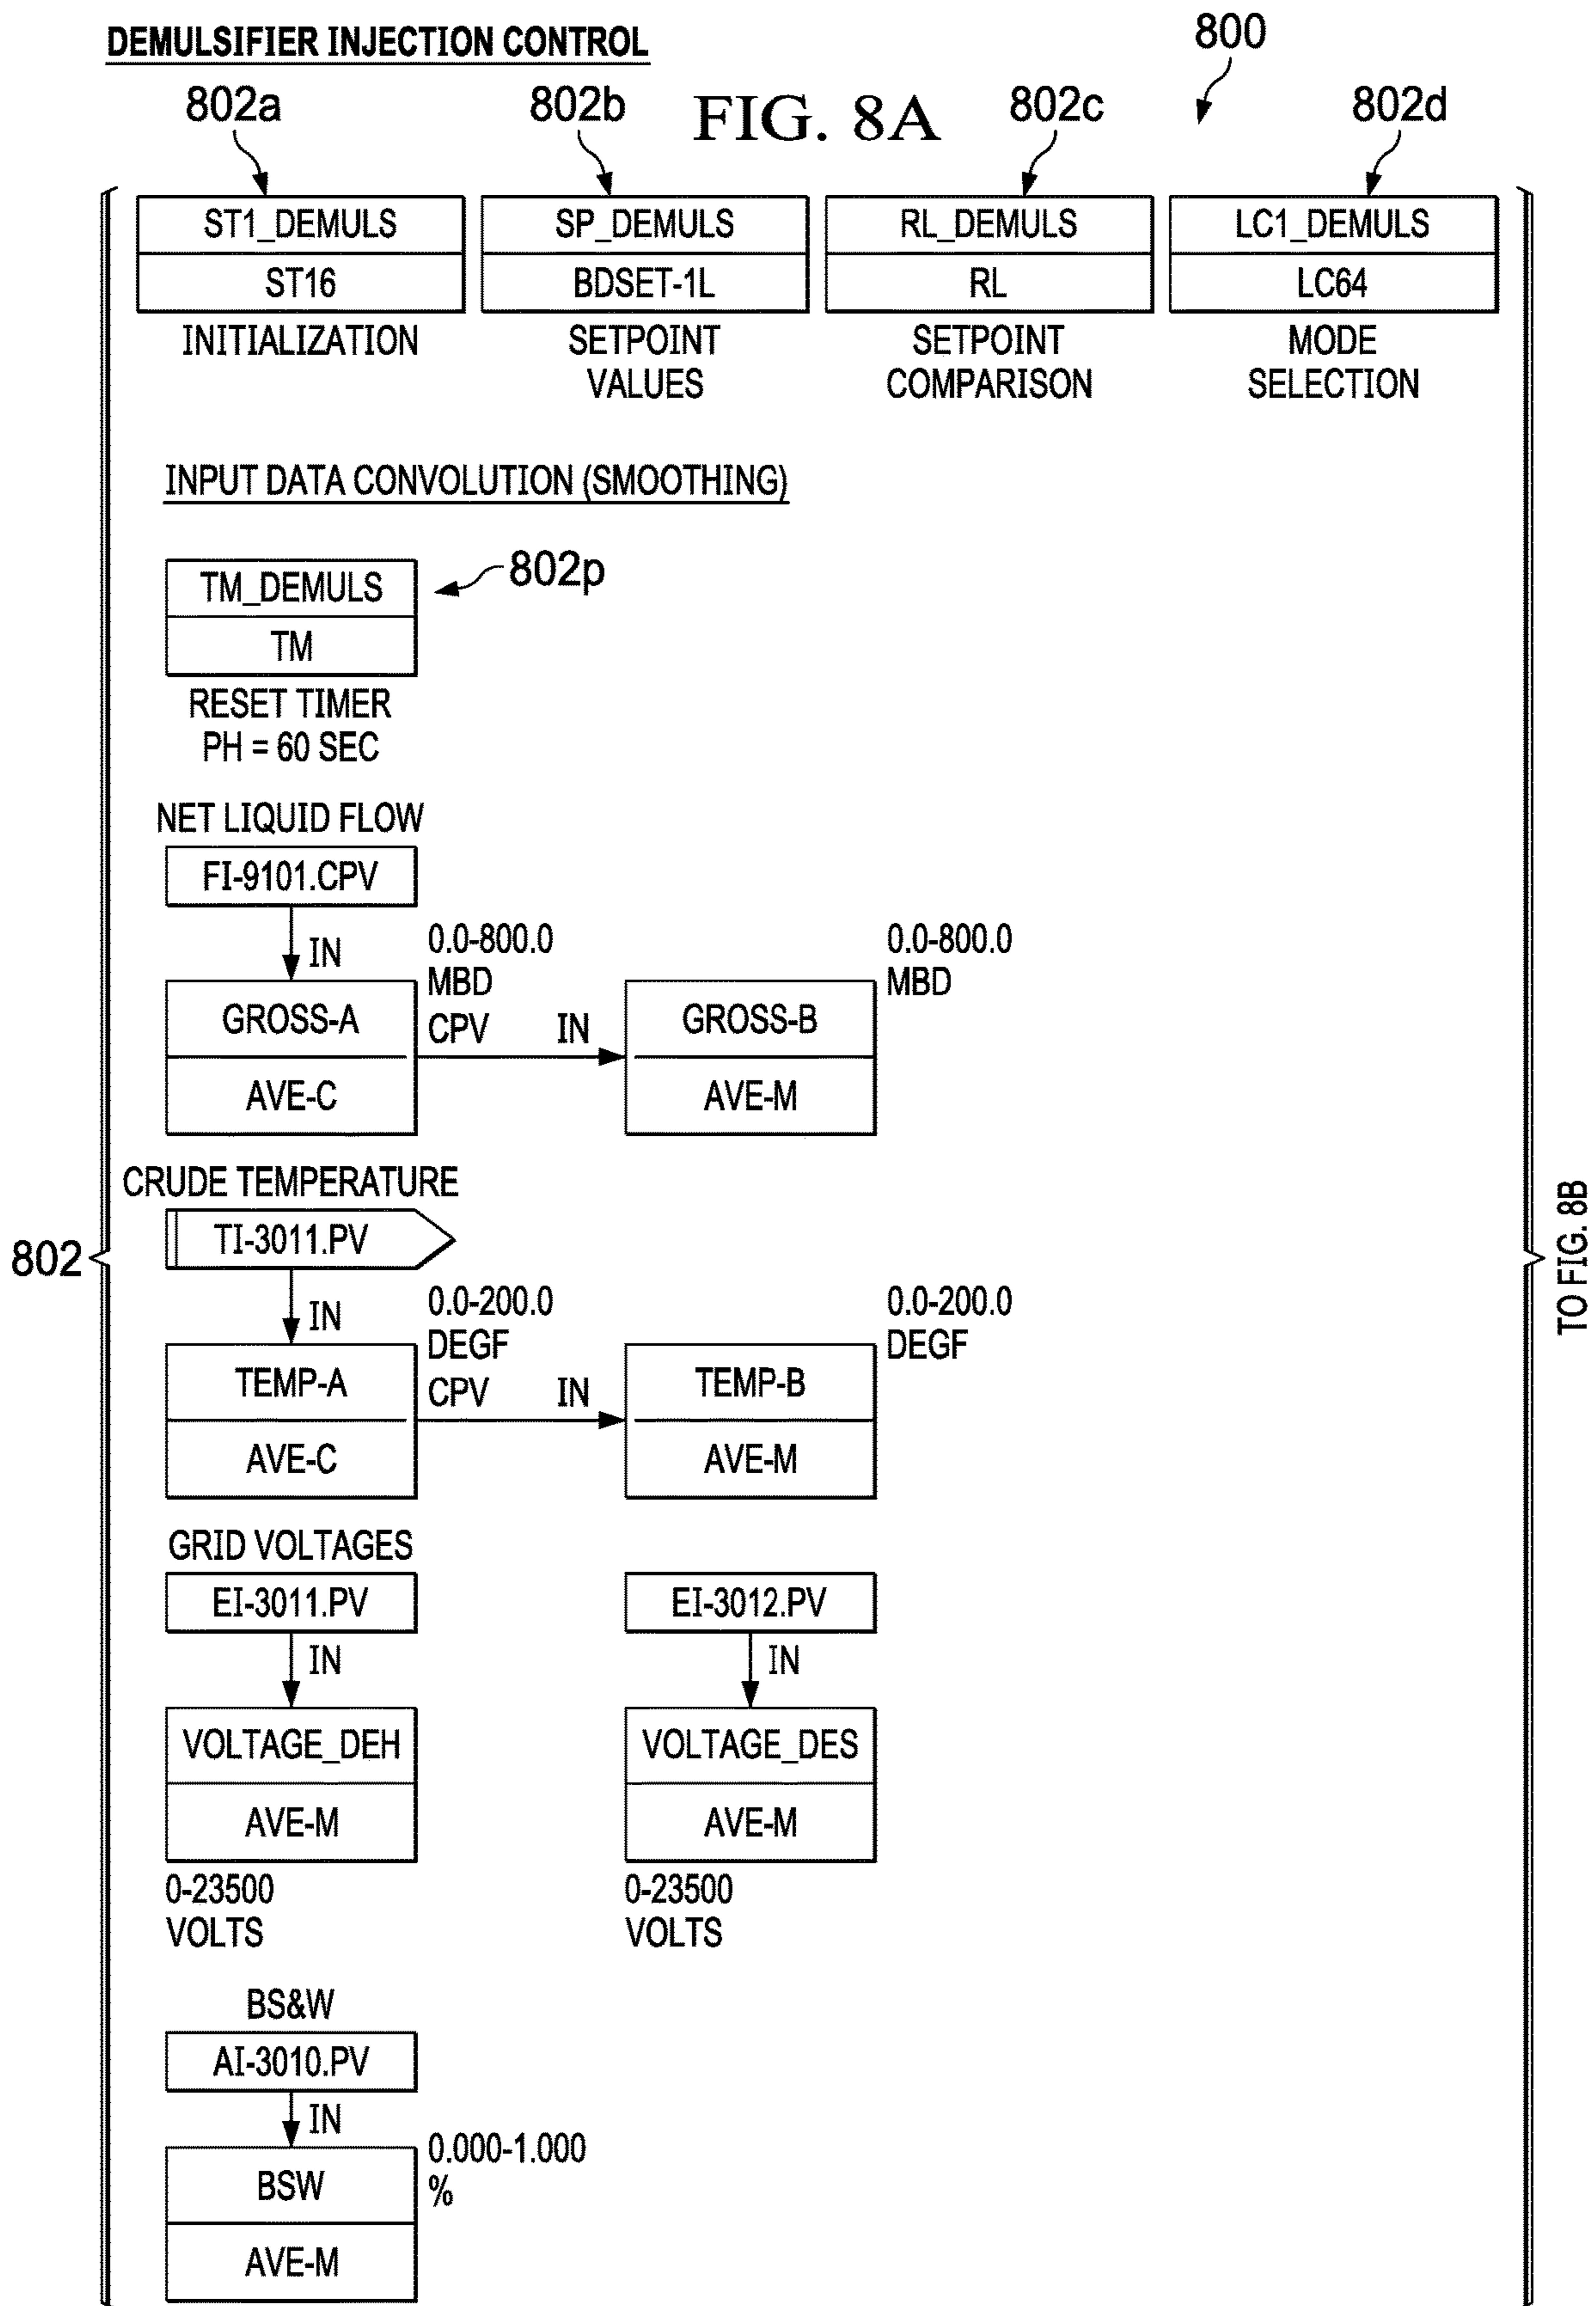 DEMULSIFIER INJECTION CONTROL
800
802a
802b
FIG. 8A
802c
802d
ST1_DEMULS
ST16
INITIALIZATION
SP_DEMULS
BDSET-1L
SETPOINT
VALUES
RL_DEMULS
RL
SETPOINT
COMPARISON
LC1_DEMULS
LC64
MODE
SELECTION
INPUT DATA CONVOLUTION (SMOOTHING)
TM_DEMULS
TM
802p
RESET TIMER
PH = 60 SEC
NET LIQUID FLOW
FI-9101.CPV
IN
0.0-800.0
MBD
GROSS-A
AVE-C
CPV
IN
GROSS-B
AVE-M
0.0-800.0
MBD
CRUDE TEMPERATURE
TI-3011.PV
802
TO FIG. 8B
IN
0.0-200.0
DEGF
TEMP-A
AVE-C
CPV
IN
TEMP-B
AVE-M
0.0-200.0
DEGF
GRID VOLTAGES
EI-3011.PV
IN
VOLTAGE_DEH
AVE-M
0-23500
VOLTS
EI-3012.PV
IN
VOLTAGE_DES
AVE-M
0-23500
VOLTS
BS&W
AI-3010.PV
IN
BSW
AVE-M
0.000-1.000
%